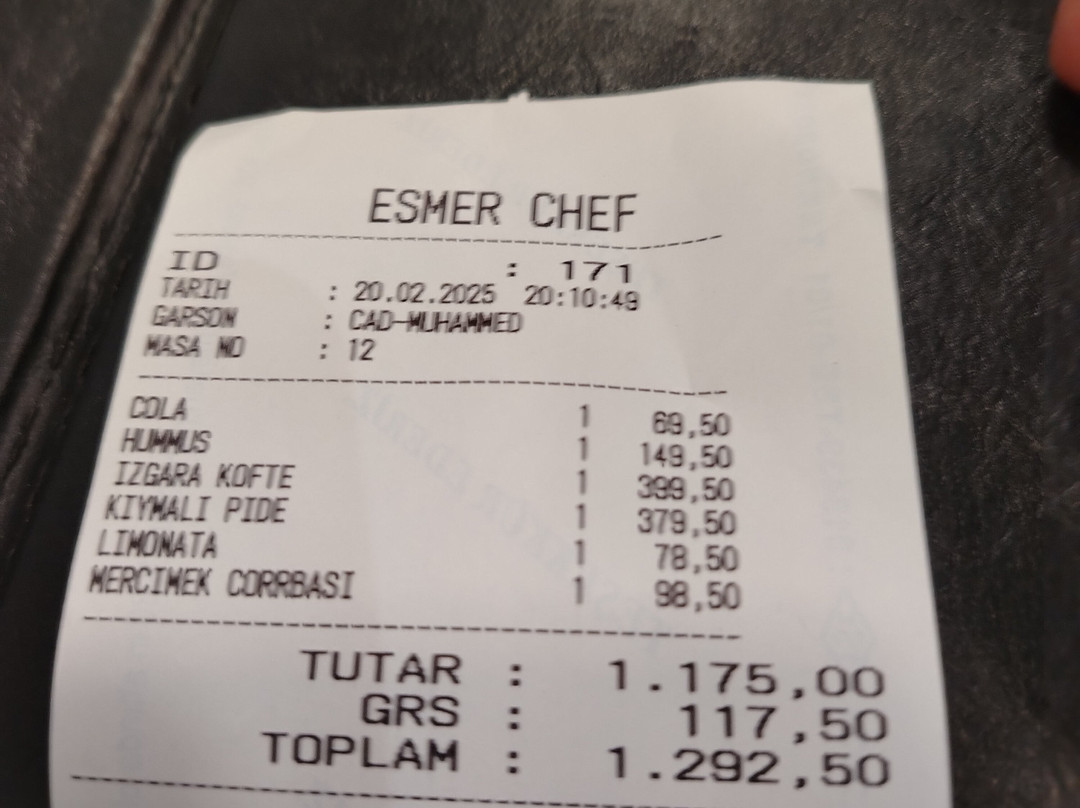 ESMER CHEF
ID : 171
TARIH : 20.02.2025 20:10:49
GARSON : CAD-MUHAMMED
MASA NO : 12
COLA 1 69,50
HUMMUS 1 149,50
IZGARA KOFTE 1 399,50
KIYMALI PIDE 1 379,50
LIMONATA 1 78,50
MERCIMEK CORRBASI 1 98,50
TUTAR : 1.175,00
GRS : 117,50
TOPLAM : 1.292,50